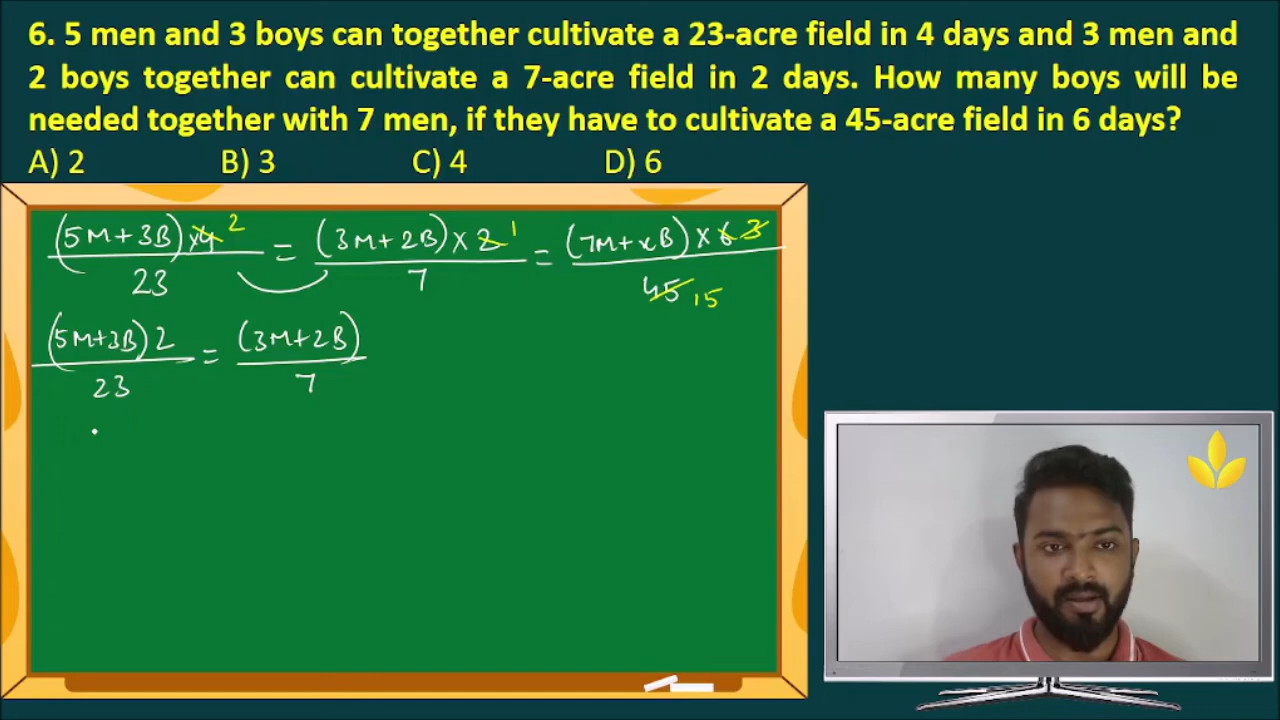 6. 5 men and 3 boys can together cultivate a 23-acre field in 4 days and 3 men and
2 boys together can cultivate a 7-acre field in 2 days. How many boys will be
needed together with 7 men, if they have to cultivate a 45-acre field in 6 days?
A) 2 B) 3 C) 4 D) 6
(5M+3B)×4 2 = (3M+2B)×2 1 = (7M+xB)×6 3
23 7 45 15
(5M+3B)2 = (3M+2B)
23 7